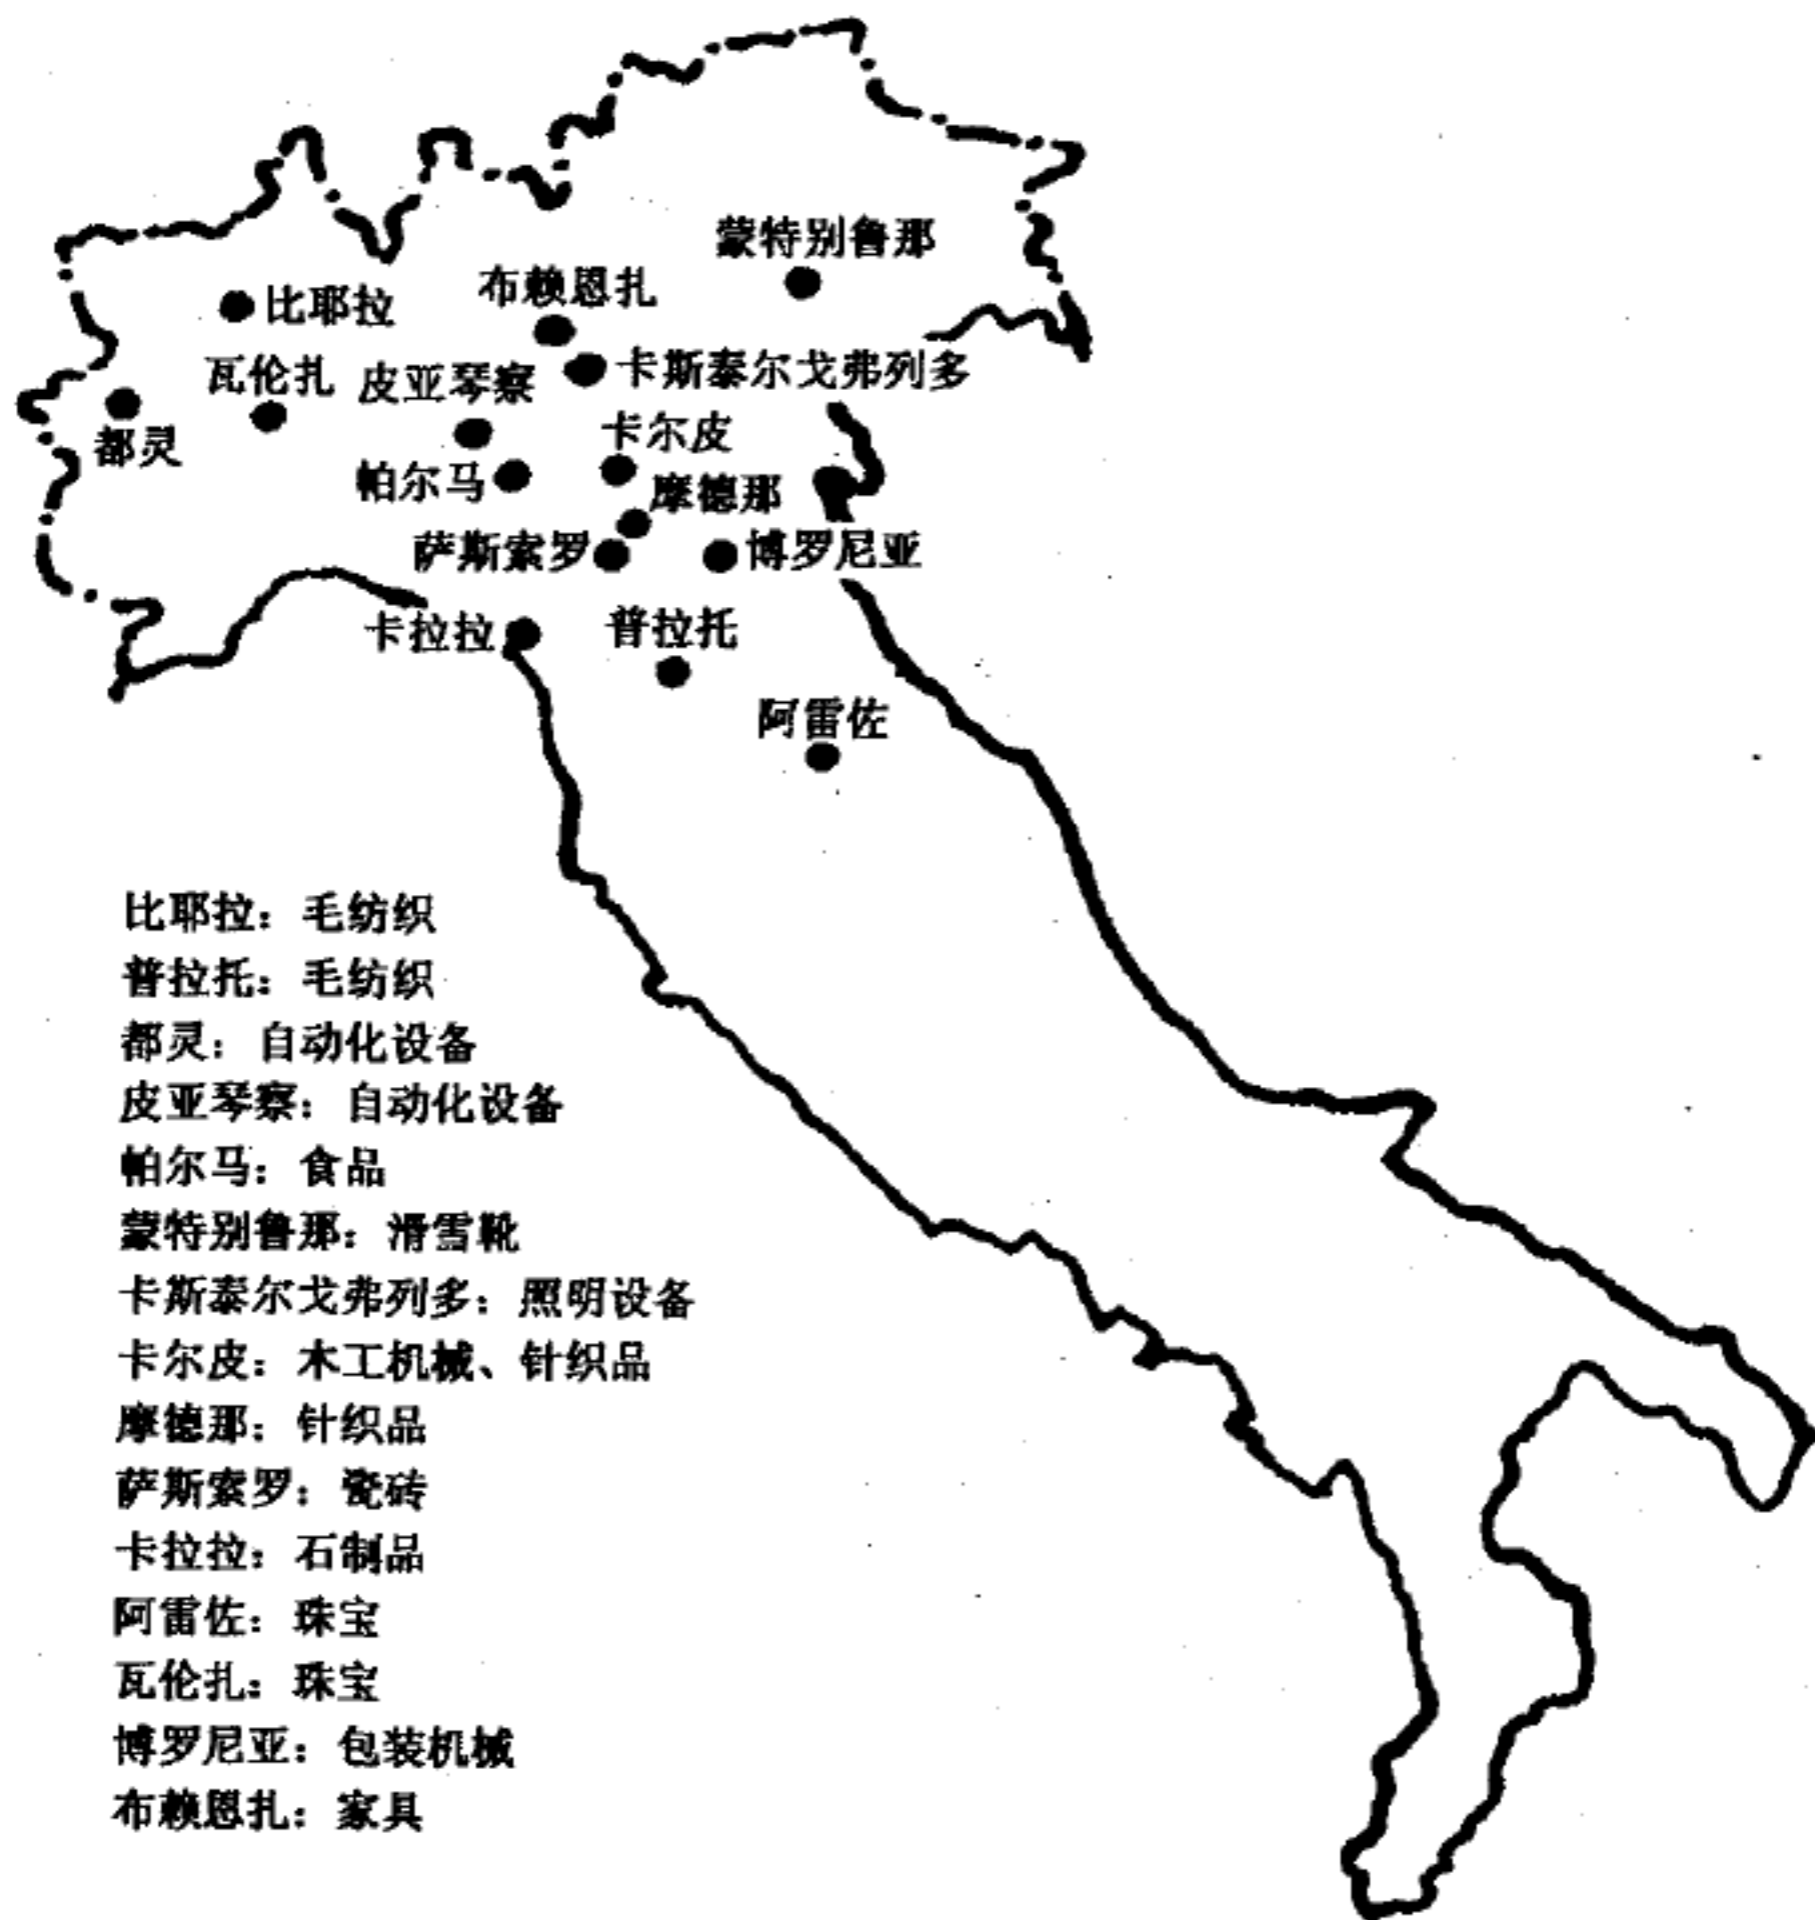 蒙特别鲁那
布赖恩扎
比耶拉
瓦伦扎
皮亚琴察
卡斯泰尔戈弗列多
都灵
卡尔皮
帕尔马
摩德那
萨斯索罗
博罗尼亚
卡拉拉
普拉托
阿雷佐
比耶拉：毛纺织
普拉托：毛纺织
都灵：自动化设备
皮亚琴察：自动化设备
帕尔马：食品
蒙特别鲁那：滑雪靴
卡斯泰尔戈弗列多：照明设备
卡尔皮：木工机械、针织品
摩德那：针织品
萨斯索罗：瓷砖
卡拉拉：石制品
阿雷佐：珠宝
瓦伦扎：珠宝
博罗尼亚：包装机械
布赖恩扎：家具